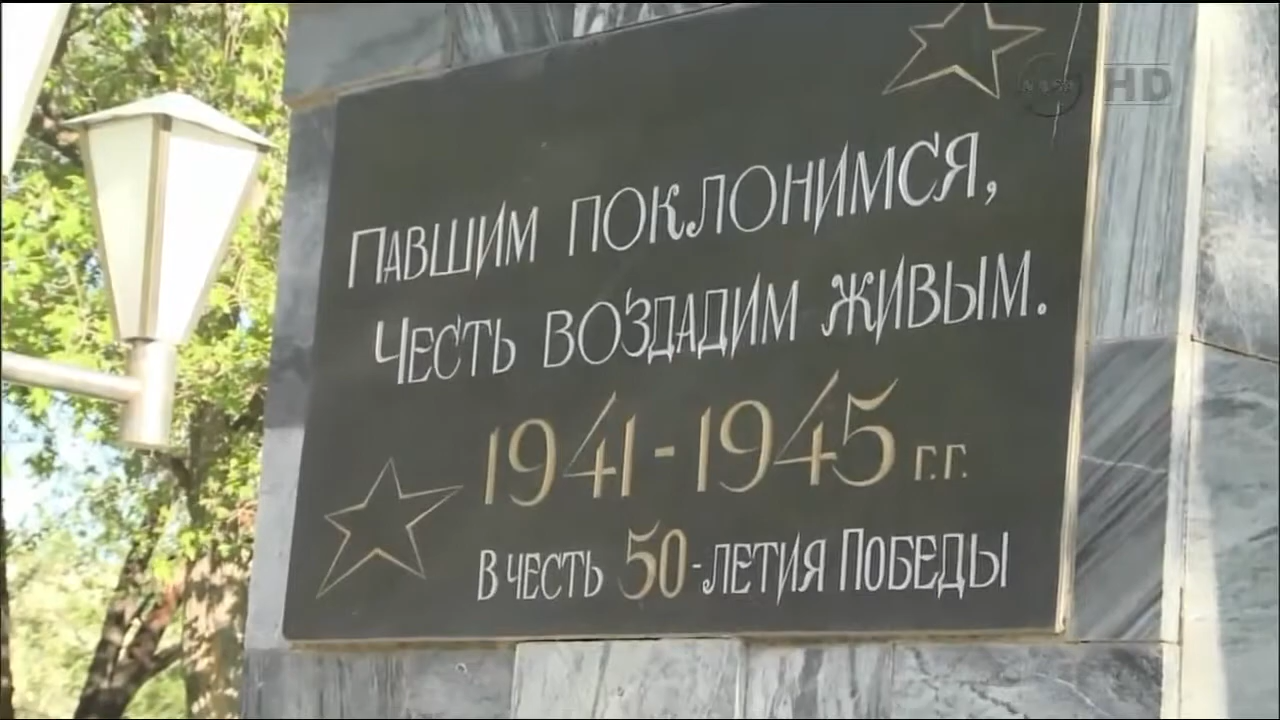 NASA HD
Павшим поклонимся,
Честь воздадим живым.
1941-1945 г.г.
В честь 50-летия Победы